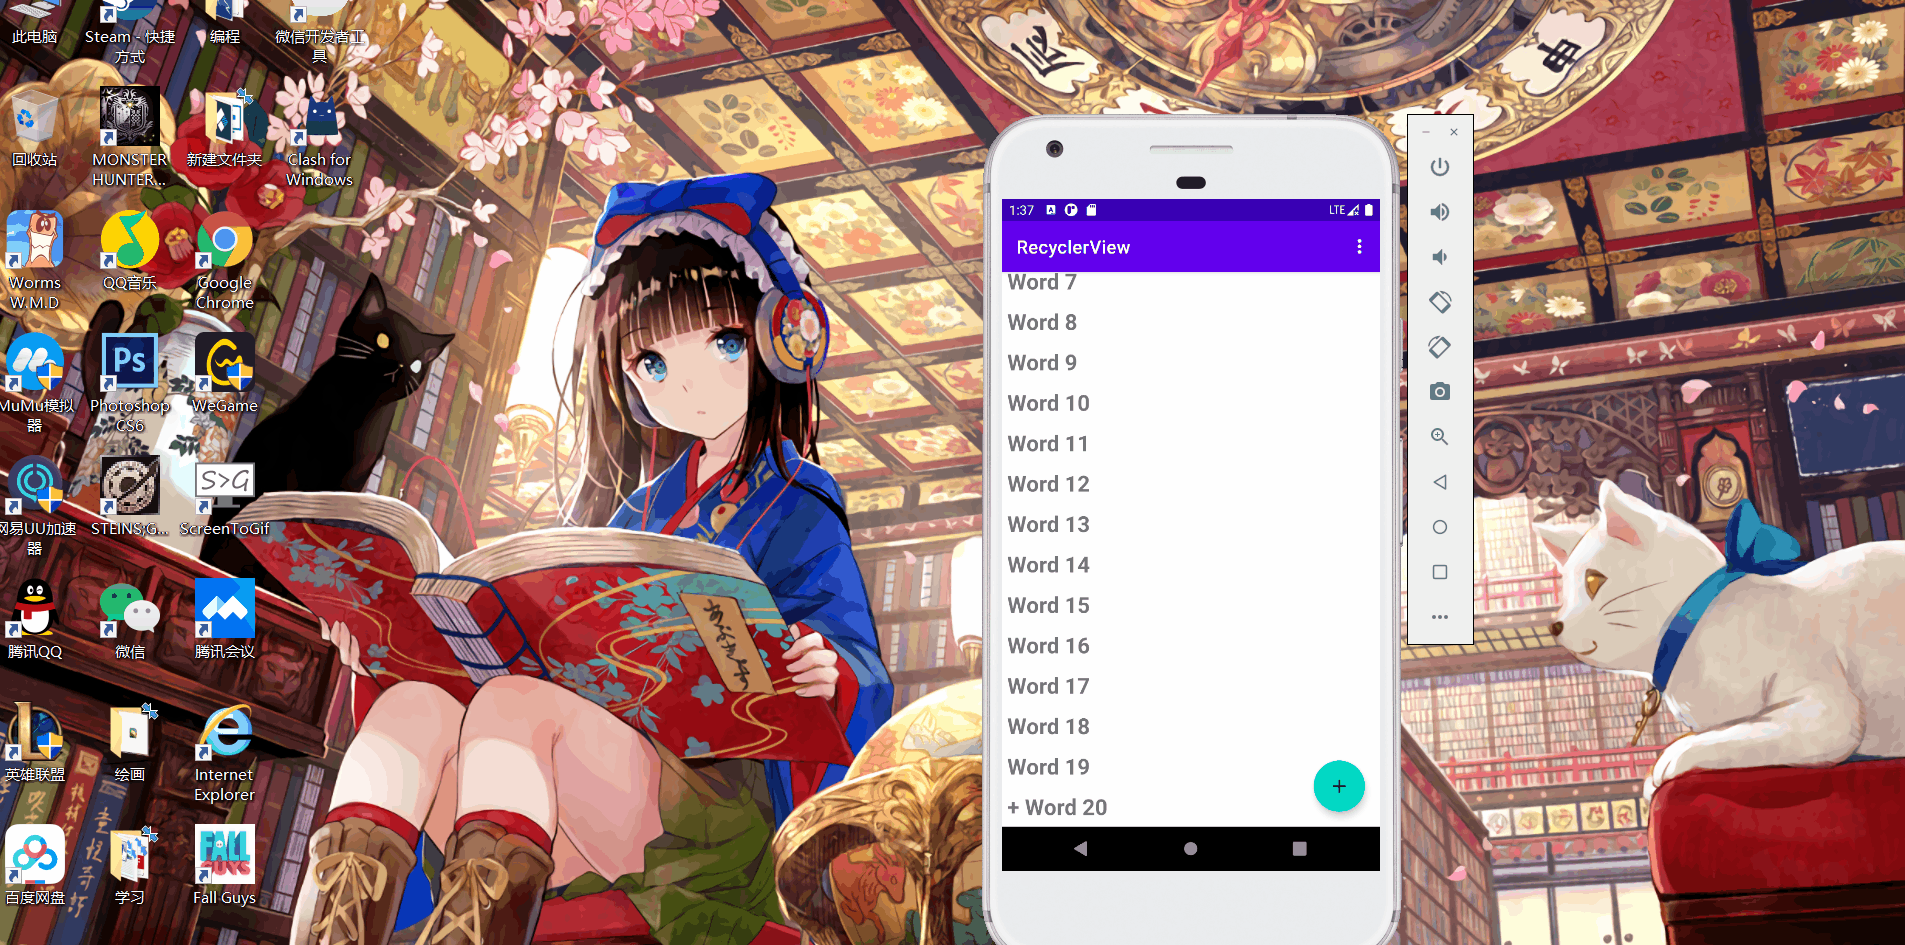 此电脑
Steam - 快捷
方式
编程
微信开发者工
具
回收站
MONSTER
HUNTER...
新建文件夹
Clash for
Windows
Worms
W.M.D
QQ音乐
Google
Chrome
MuMu模拟
器
Ps
Photoshop
CS6
WeGame
网易UU加速
器
STEINS;G...
S>G
ScreenToGif
腾讯QQ
微信
腾讯会议
英雄联盟
绘画
Internet
Explorer
百度网盘
学习
FALL
GUYS
Fall Guys
1:37
LTE
RecyclerView
Word 7
Word 8
Word 9
Word 10
Word 11
Word 12
Word 13
Word 14
Word 15
Word 16
Word 17
Word 18
Word 19
+ Word 20
+